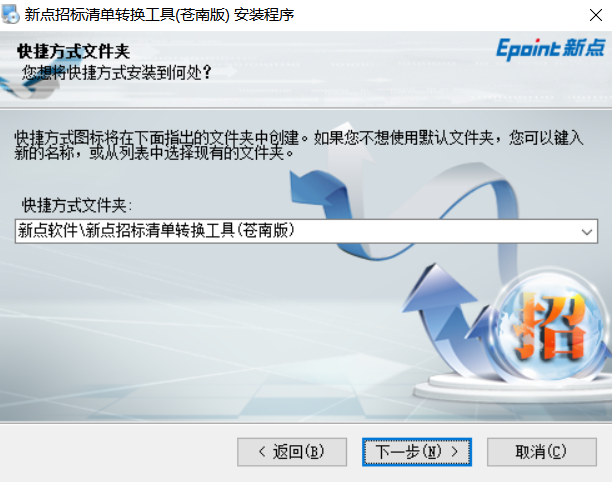 新点招标清单转换工具(苍南版) 安装程序
快捷方式文件夹
您想将快捷方式安装到何处？
Epoint新点
快捷方式图标将在下面指出的文件夹中创建。如果您不想使用默认文件夹，您可以键入
新的名称，或从列表中选择现有的文件夹。
快捷方式文件夹:
新点软件\新点招标清单转换工具(苍南版)
招
< 返回(B)
下一步(N) >
取消(C)